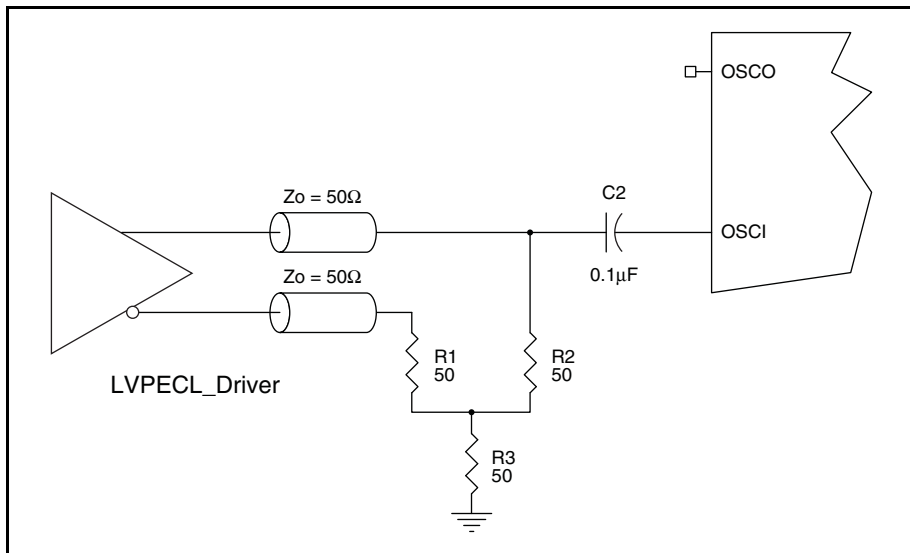 OSCO
Zo = 50Ω
C2
OSCI
0.1μF
Zo = 50Ω
R1
50
R2
50
LVPECL_Driver
R3
50